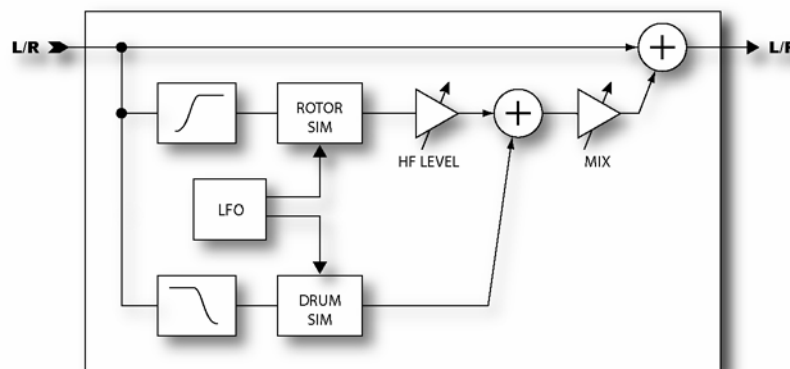 L/R
L/R
ROTOR
SIM
HF LEVEL
MIX
LFO
DRUM
SIM